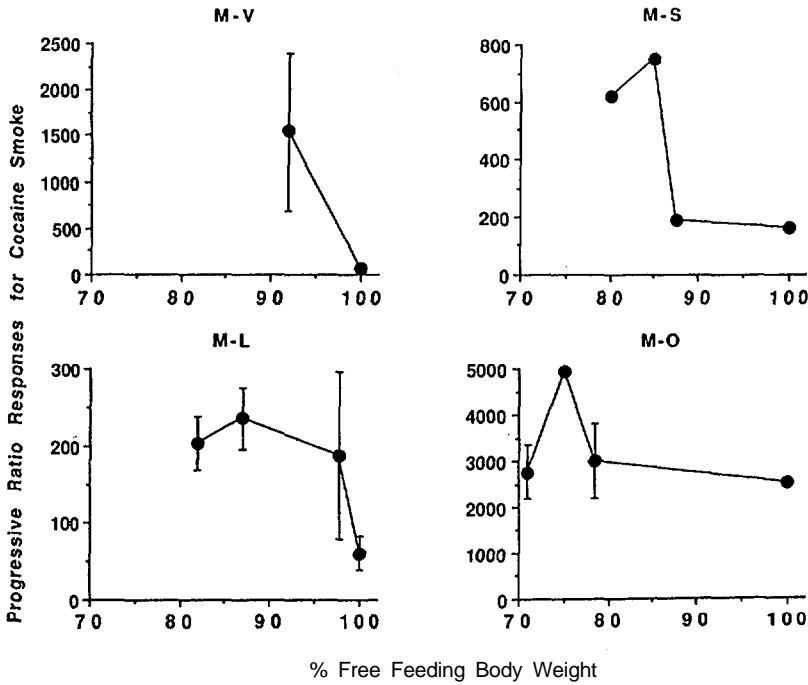 M-V
2500
2000
1500
1000
500
0
70 80 90 100
M-S
800
600
400
200
0
70 80 90 100
M-L
300
200
100
0
70 80 90 100
M-O
5000
4000
3000
2000
1000
0
70 80 90 100
Progressive Ratio Responses for Cocaine Smoke
% Free Feeding Body Weight